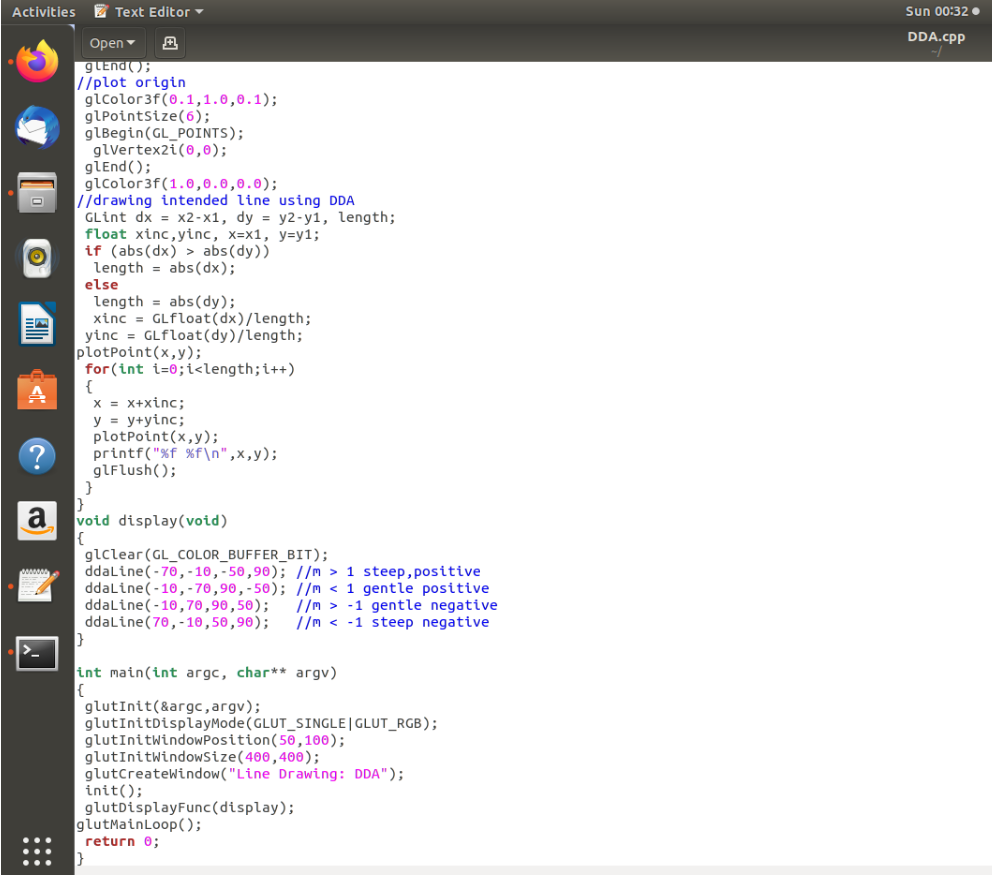 Activities Text Editor Sun 00:32
Open DDA.cpp
~/
glEnd();
//plot origin
glColor3f(0.1,1.0,0.1);
glPointSize(6);
glBegin(GL_POINTS);
glVertex2i(0,0);
glEnd();
glColor3f(1.0,0.0,0.0);
//drawing intended line using DDA
GLint dx = x2-x1, dy = y2-y1, length;
float xinc,yinc, x=x1, y=y1;
if (abs(dx) > abs(dy))
length = abs(dx);
else
length = abs(dy);
xinc = GLfloat(dx)/length;
yinc = GLfloat(dy)/length;
plotPoint(x,y);
for(int i=0;i<length;i++)
{
x = x+xinc;
y = y+yinc;
plotPoint(x,y);
printf("%f %f\n",x,y);
glFlush();
}
}
void display(void)
{
glClear(GL_COLOR_BUFFER_BIT);
ddaLine(-70,-10,-50,90); //m > 1 steep,positive
ddaLine(-10,-70,90,-50); //m < 1 gentle positive
ddaLine(-10,70,90,50); //m > -1 gentle negative
ddaLine(70,-10,50,90); //m < -1 steep negative
}
int main(int argc, char** argv)
{
glutInit(&argc,argv);
glutInitDisplayMode(GLUT_SINGLE|GLUT_RGB);
glutInitWindowPosition(50,100);
glutInitWindowSize(400,400);
glutCreateWindow("Line Drawing: DDA");
init();
glutDisplayFunc(display);
glutMainLoop();
return 0;
}